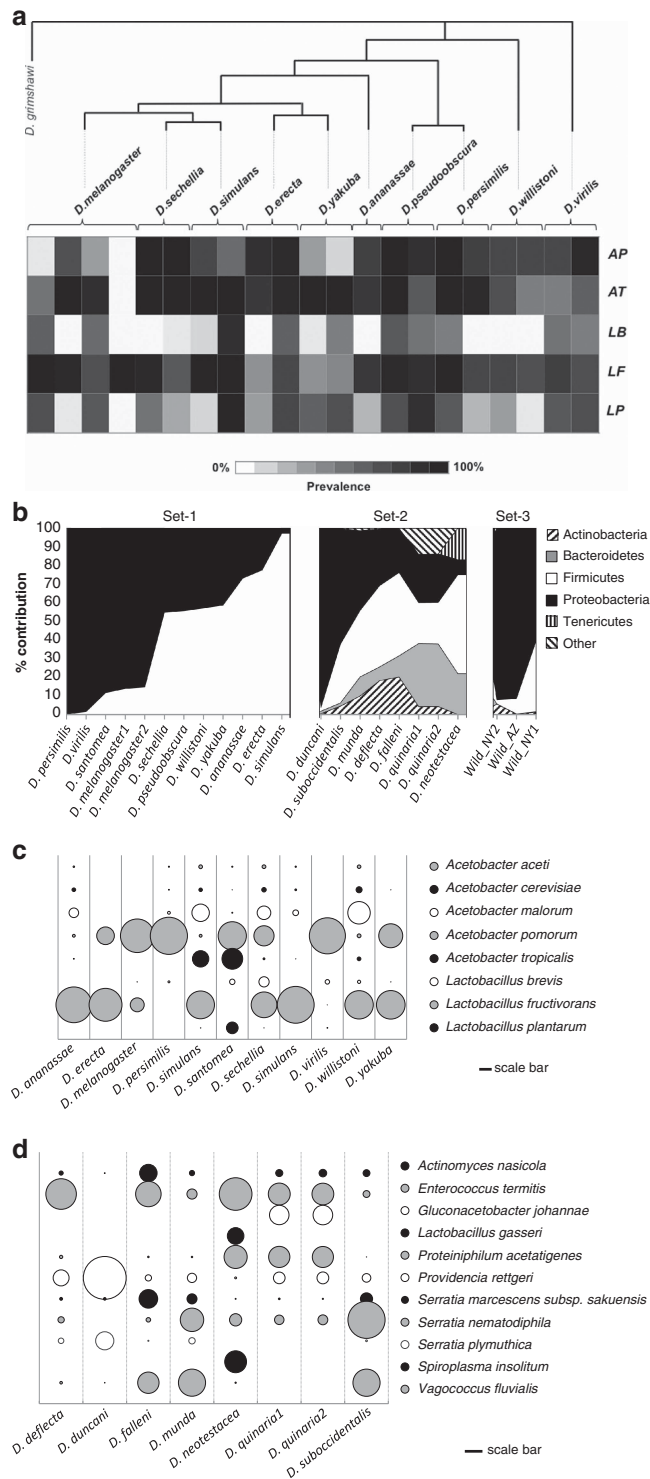 a
D. grimshawi
D.melanogaster
D.sechellia
D.simulans
D.erecta
D.yakuba
D.ananassae
D.pseudoobscura
D.persimilis
D.willistoni
D.virilis
AP
AT
LB
LF
LP
0%
100%
Prevalence
b
Set-1
Set-2
Set-3
% contribution
100
90
80
70
60
50
40
30
20
10
0
D. persimilis
D. virilis
D. santomea
D. melanogaster1
D. melanogaster2
D. sechellia
D. pseudoobscura
D. willistoni
D. yakuba
D. ananassae
D. erecta
D. simulans
D. duncani
D. suboccidentalis
D. munda
D. deflecta
D. falleni
D. quinaria1
D. quinaria2
D. neotestacea
Wild_NY2
Wild_AZ
Wild_NY1
Actinobacteria
Bacteroidetes
Firmicutes
Proteobacteria
Tenericutes
Other
c
Acetobacter aceti
Acetobacter cerevisiae
Acetobacter malorum
Acetobacter pomorum
Acetobacter tropicalis
Lactobacillus brevis
Lactobacillus fructivorans
Lactobacillus plantarum
D. ananassae
D. erecta
D. melanogaster
D. persimilis
D. simulans
D. santomea
D. sechellia
D. simulans
D. virilis
D. willistoni
D. yakuba
scale bar
d
Actinomyces nasicola
Enterococcus termitis
Gluconacetobacter johannae
Lactobacillus gasseri
Proteiniphilum acetatigenes
Providencia rettgeri
Serratia marcescens subsp. sakuensis
Serratia nematodiphila
Serratia plymuthica
Spiroplasma insolitum
Vagococcus fluvialis
D. deflecta
D. duncani
D. falleni
D. munda
D. neotestacea
D. quinaria1
D. quinaria2
D. suboccidentalis
scale bar